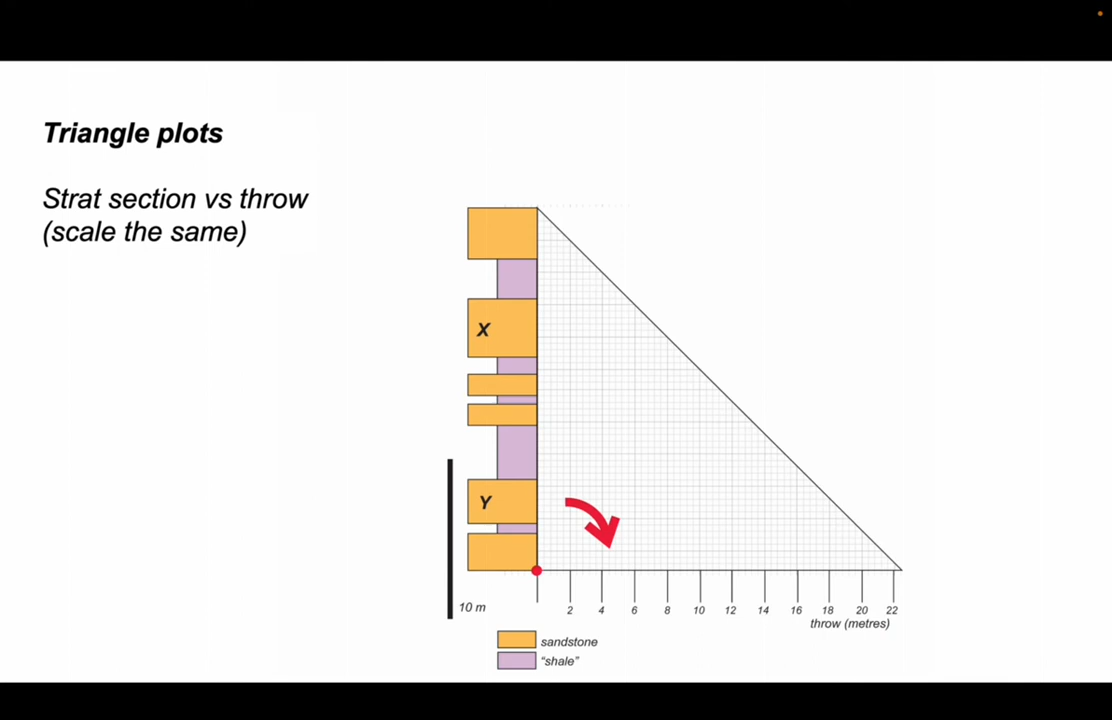 Triangle plots
Strat section vs throw
(scale the same)
X
Y
10 m
2 4 6 8 10 12 14 16 18 20 22
throw (metres)
sandstone
"shale"